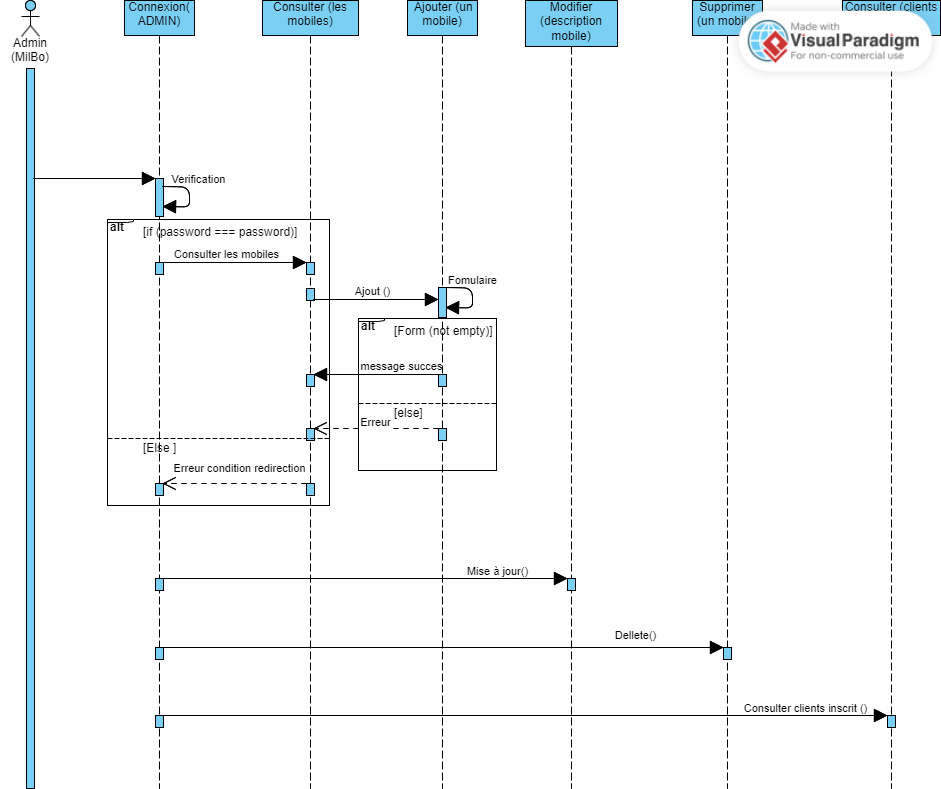 Admin
(MilBo)
Connexion(
ADMIN)
Consulter (les
mobiles)
Ajouter (un
mobile)
Modifier
(description
mobile)
Supprimer
(un
Consulter (clients
Made with
Visual Paradigm
For non-commercial use
Verification
alt
[if (password === password)]
Consulter les mobiles
Fomulaire
Ajout ()
alt
[Form (not empty)]
message succes
[else]
Erreur
[Else ]
Erreur condition redirection
Mise à jour()
Dellete()
Consulter clients inscrit ()